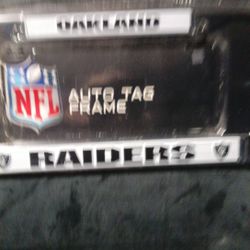 OAKLAND
NFL
AUTO TAG
FRAME
RAIDERS